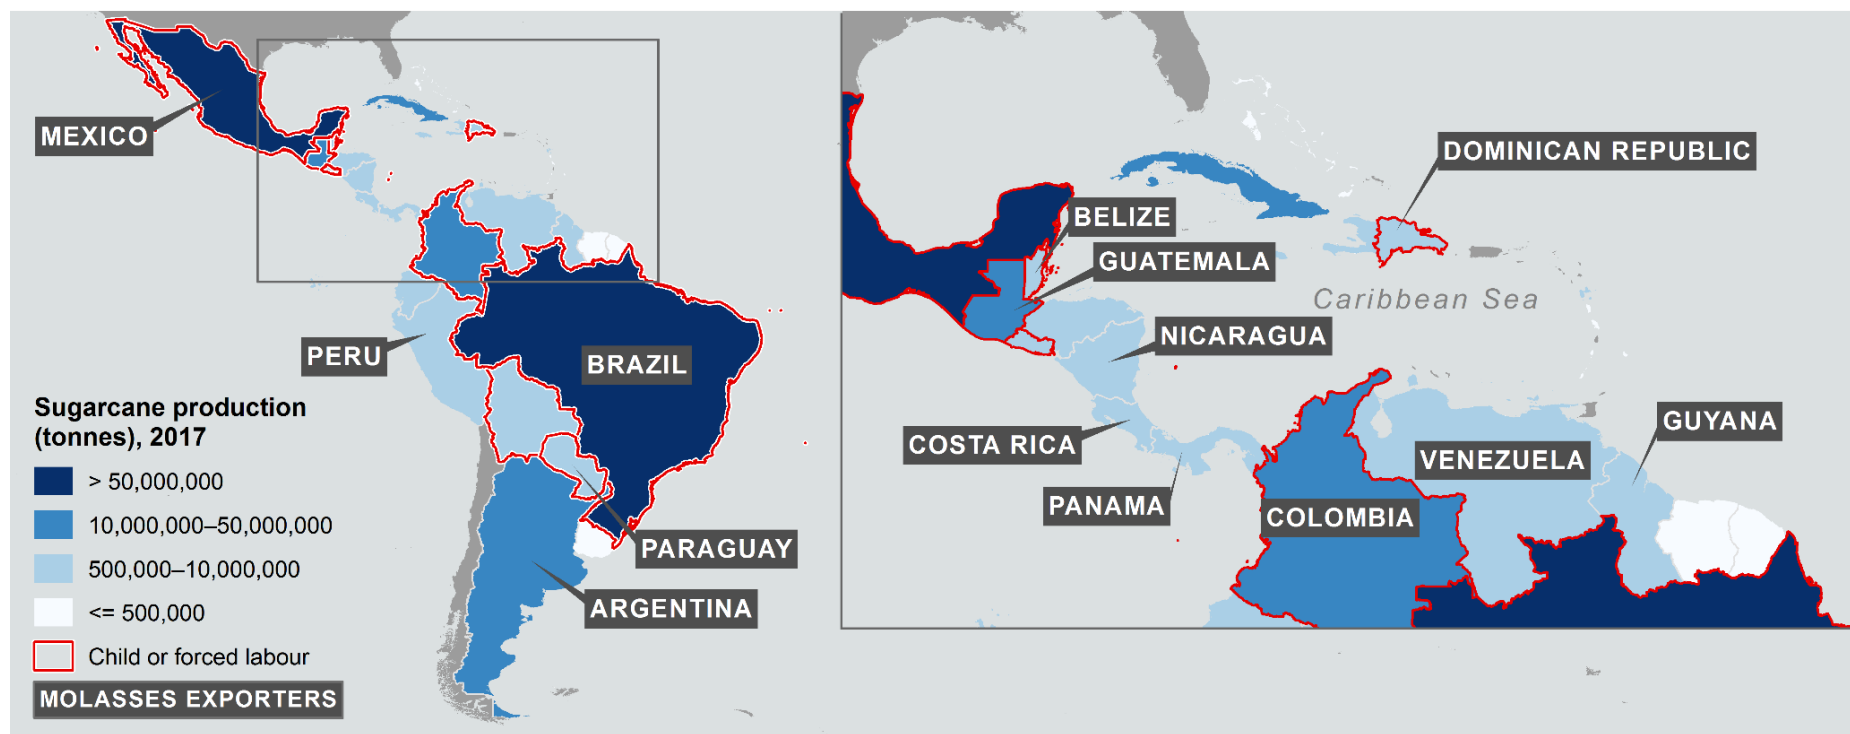 MEXICO
PERU
BRAZIL
PARAGUAY
ARGENTINA
Sugarcane production
(tonnes), 2017
> 50,000,000
10,000,000–50,000,000
500,000–10,000,000
<= 500,000
Child or forced labour
MOLASSES EXPORTERS
DOMINICAN REPUBLIC
BELIZE
GUATEMALA
Caribbean Sea
NICARAGUA
COSTA RICA
GUYANA
VENEZUELA
PANAMA
COLOMBIA